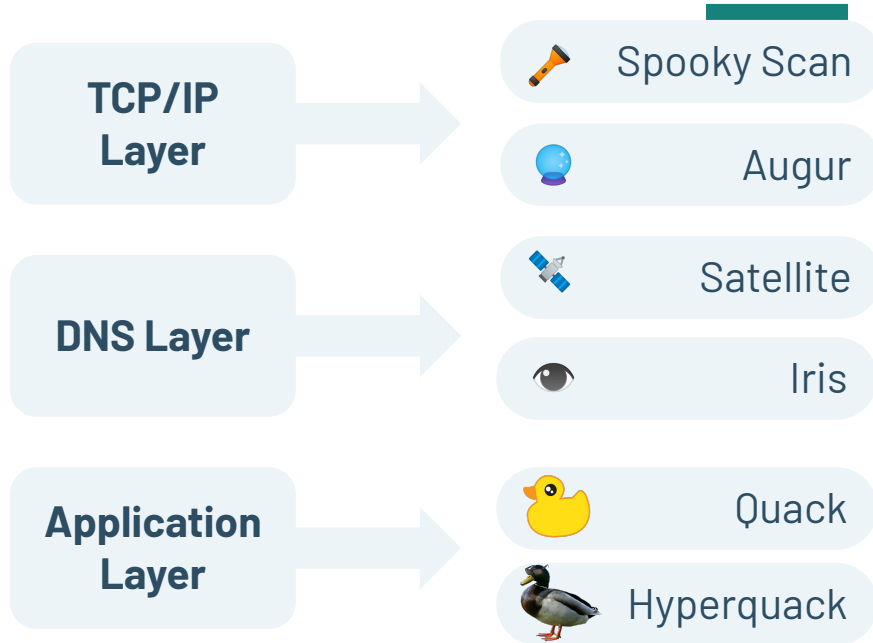 TCP/IP
Layer
Spooky Scan
Augur
DNS Layer
Satellite
Iris
Application
Layer
Quack
Hyperquack